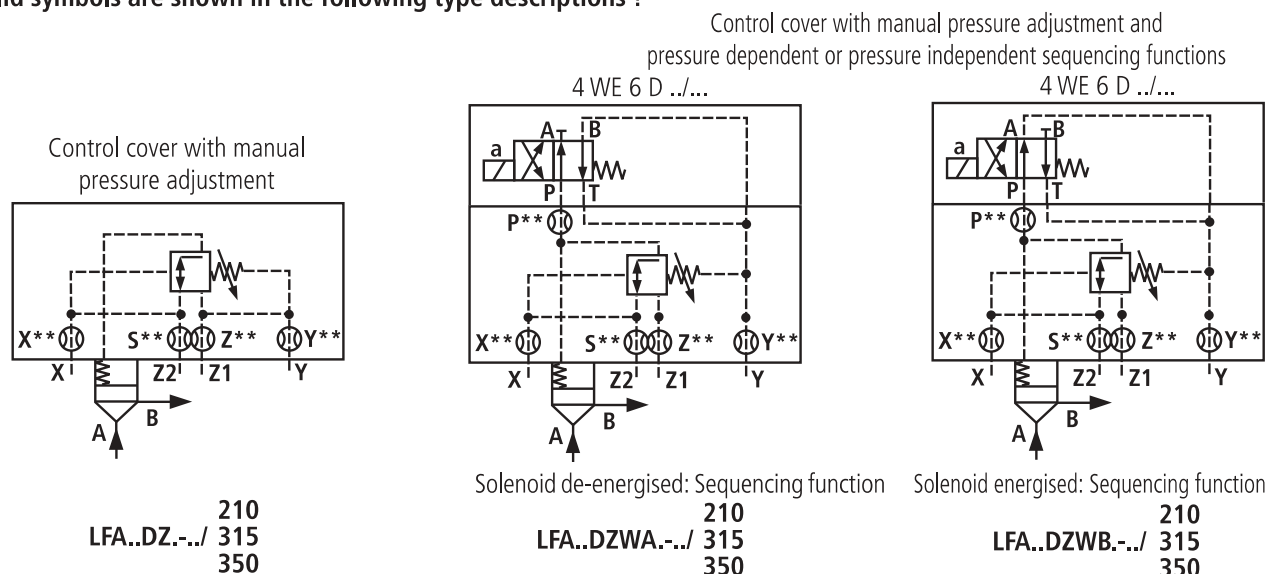 nd symbols are shown in the following type descriptions !
Control cover with manual pressure adjustment and
pressure dependent or pressure independent sequencing functions
Control cover with manual
pressure adjustment
X** S** Z** Y**
X Z2 Z1 Y
A B
210
LFA..DZ.-../ 315
350
4 WE 6 D ../...
A B
a
P T
P**
X** S** Z** Y**
X Z2 Z1 Y
A B
Solenoid de-energised: Sequencing function
210
LFA..DZWA.-../ 315
350
4 WE 6 D ../...
A B
a
P T
P**
X** S** Z** Y**
X Z2 Z1 Y
A B
Solenoid energised: Sequencing function
210
LFA..DZWB.-../ 315
350